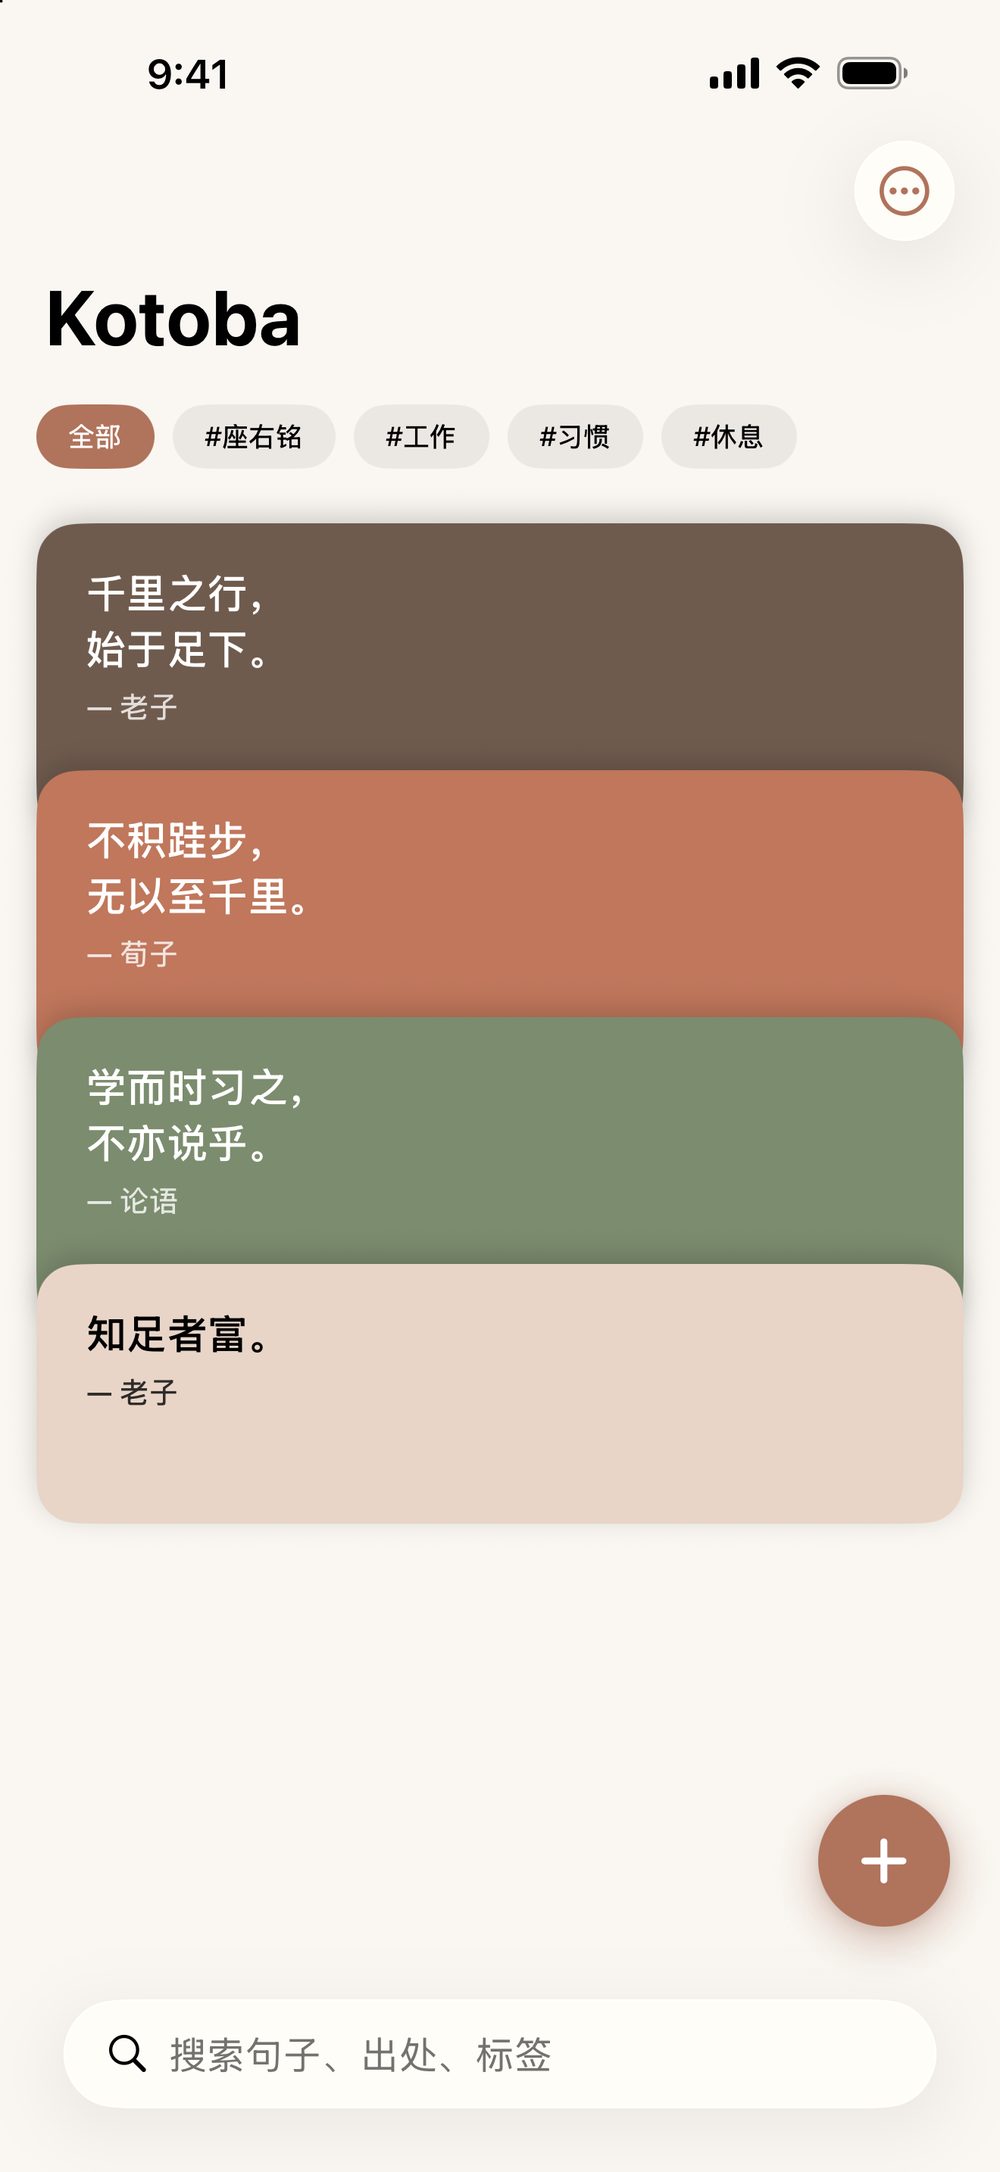 9:41
Kotoba
全部 #座右铭 #工作 #习惯 #休息
千里之行，
始于足下。
— 老子
不积跬步，
无以至千里。
— 荀子
学而时习之，
不亦说乎。
— 论语
知足者富。
— 老子
搜索句子、出处、标签